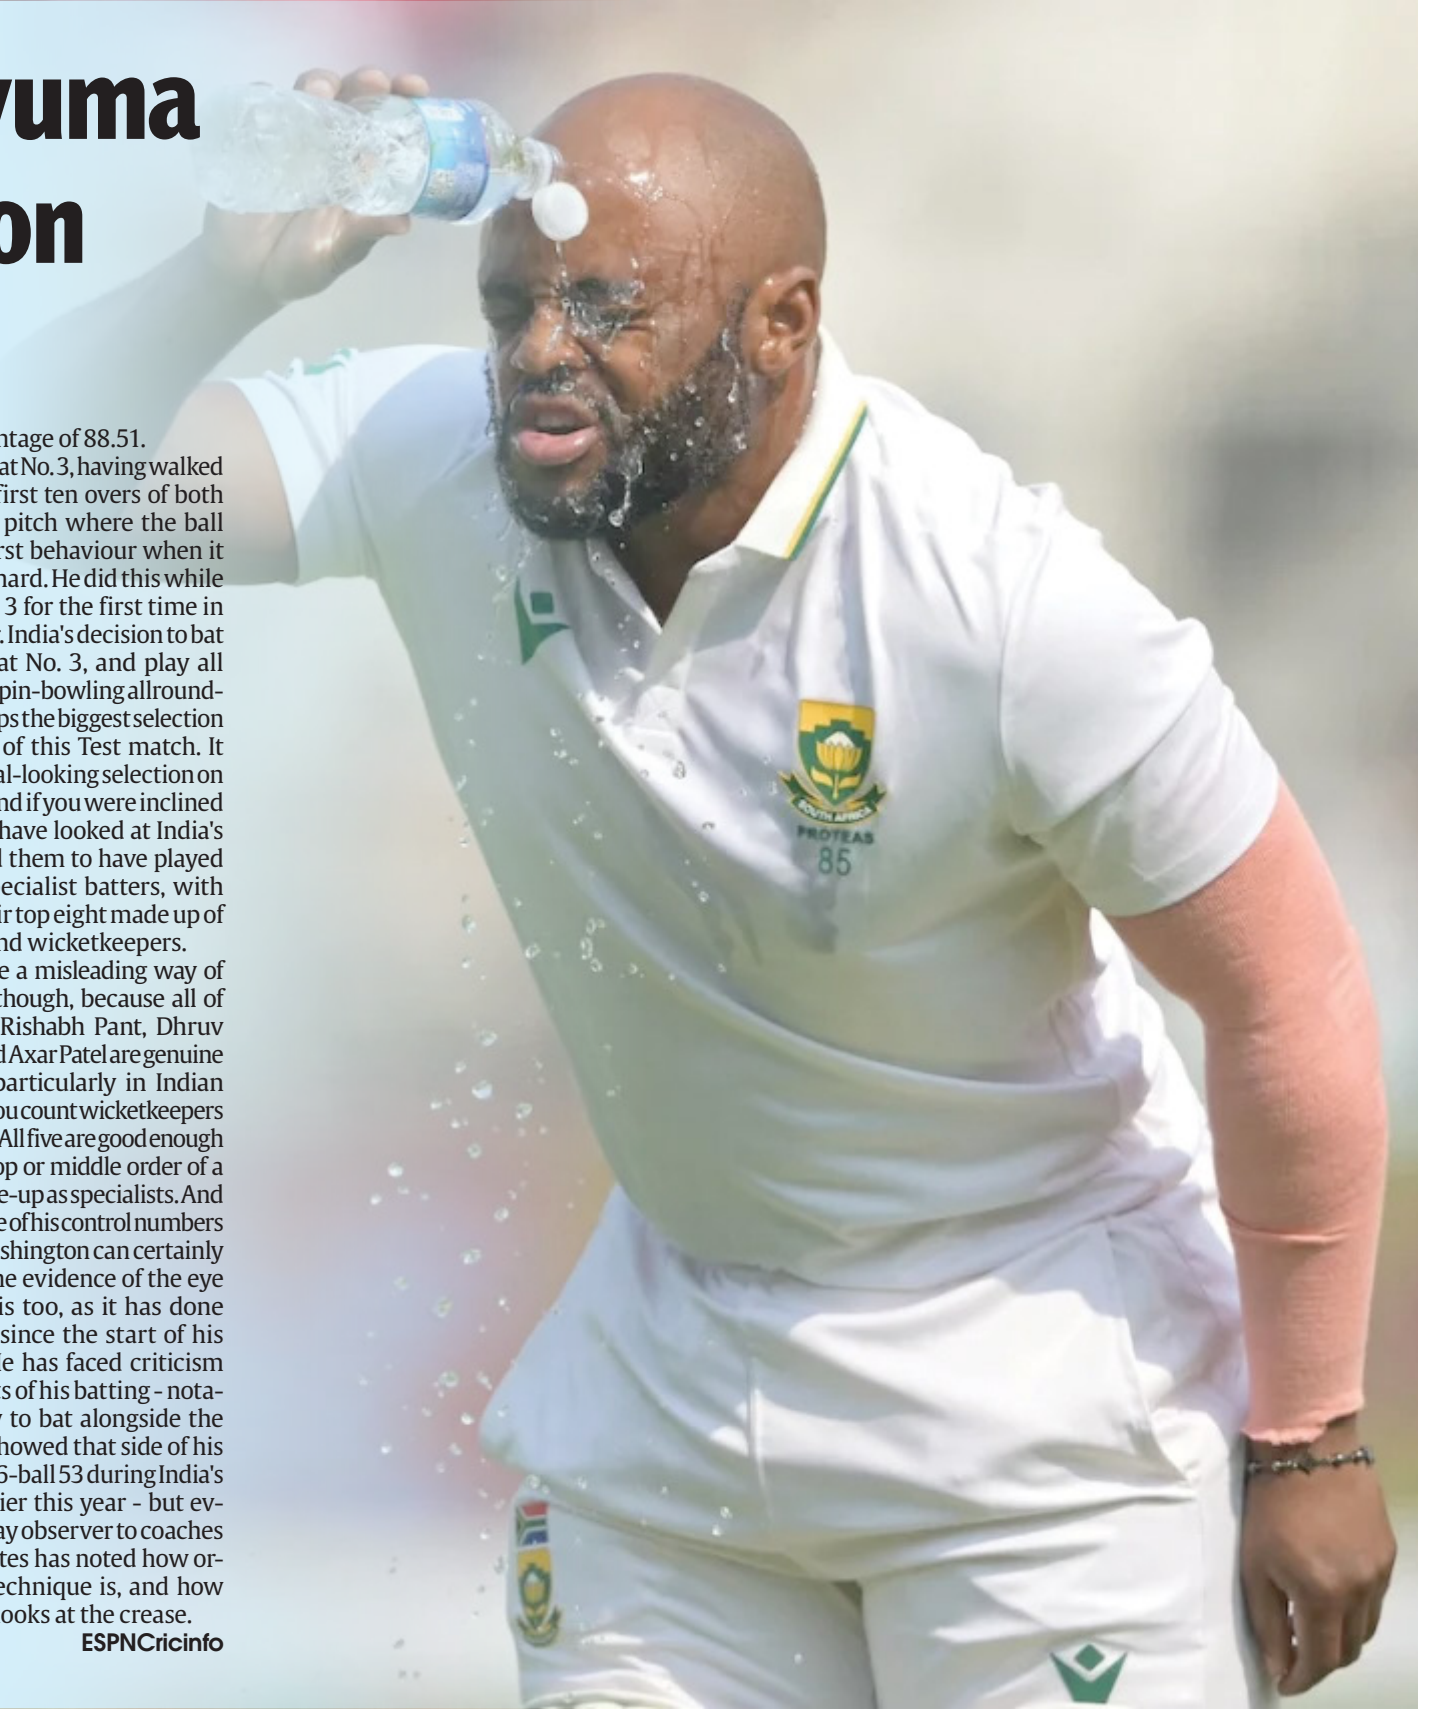 yuma
on
ntage of 88.51.
at No. 3, having walked
first ten overs of both
pitch where the ball
rst behaviour when it
hard. He did this while
3 for the first time in
. India's decision to bat
at No. 3, and play all
pin-bowling allround-
ps the biggest selection
of this Test match. It
al-looking selection on
nd if you were inclined
have looked at India's
d them to have played
ecialist batters, with
ir top eight made up of
nd wicketkeepers.
e a misleading way of
though, because all of
Rishabh Pant, Dhruv
d Axar Patel are genuine
particularly in Indian
ou count wicketkeepers
All five are good enough
op or middle order of a
e-up as specialists. And
e of his control numbers
shington can certainly
he evidence of the eye
is too, as it has done
since the start of his
He has faced criticism
ts of his batting - nota-
y to bat alongside the
howed that side of his
6-ball 53 during India's
ier this year - but ev-
ay observer to coaches
tes has noted how or-
echnique is, and how
ooks at the crease.
ESPNCricinfo
SOUTH AFRICA
PROTEAS
85